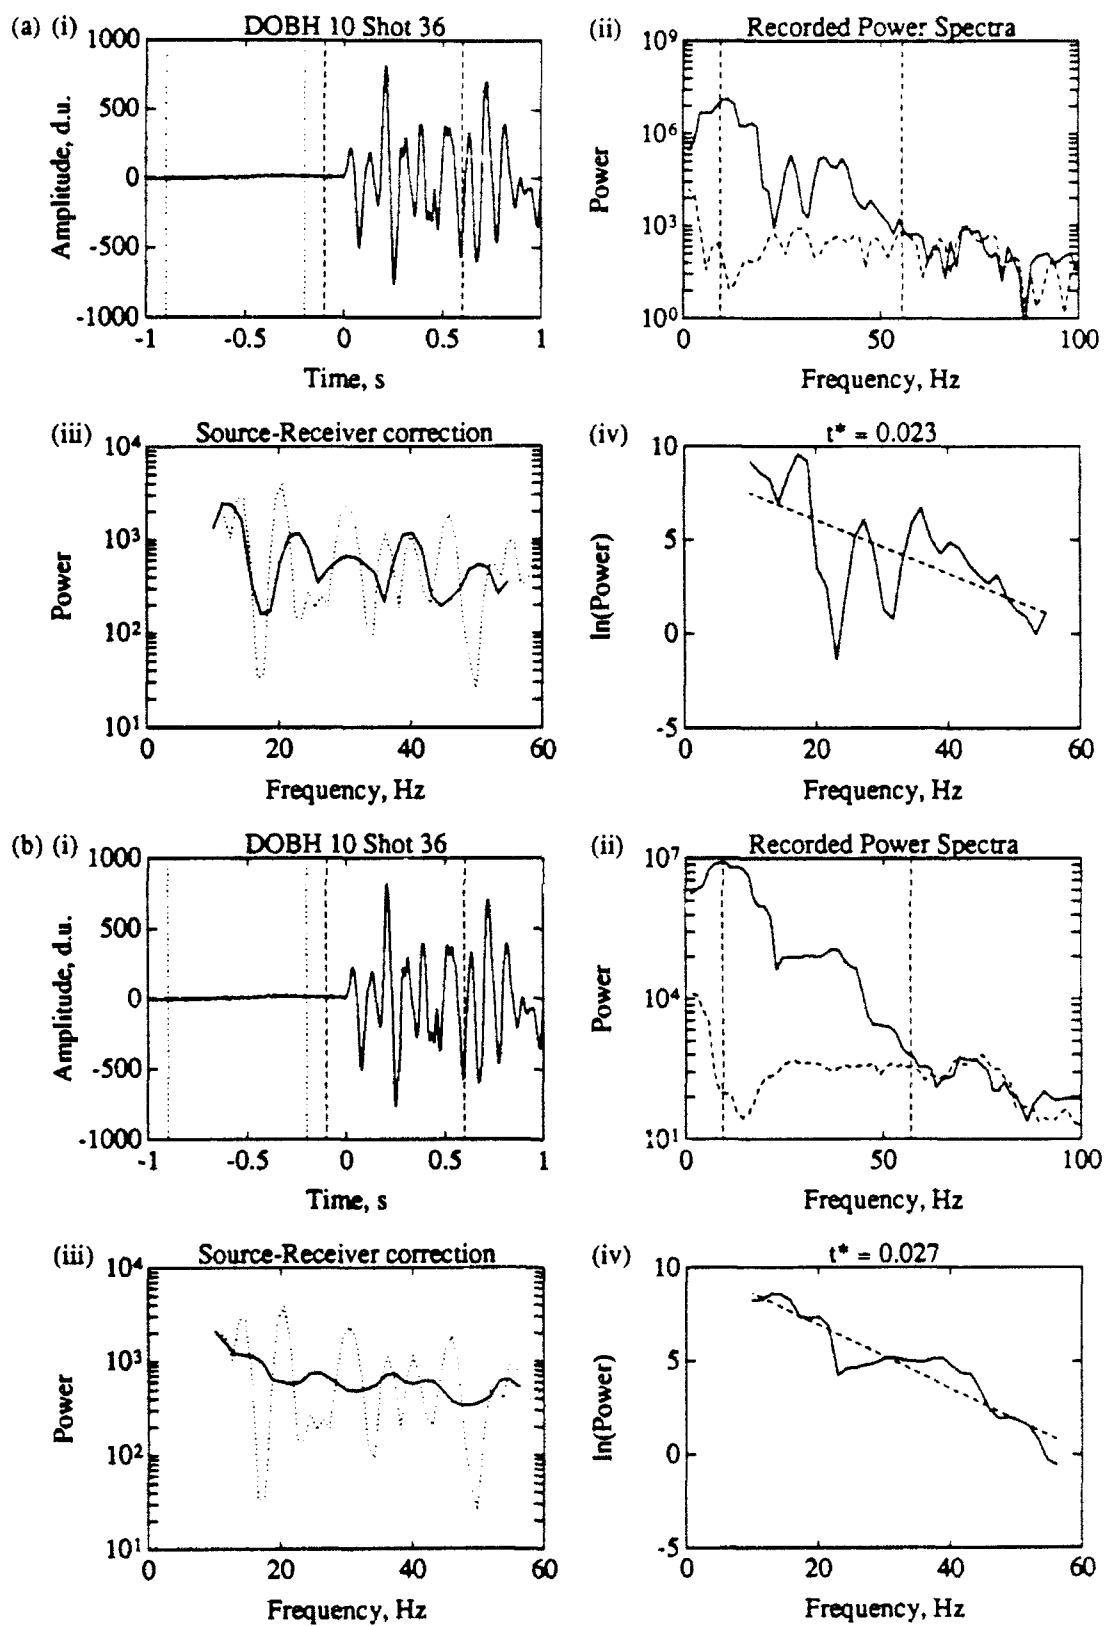 (a) (i) DOBH 10 Shot 36
1000
500
0
-500
-1000
Amplitude, d.u.
-1 -0.5 0 0.5 1
Time, s
(ii) Recorded Power Spectra
10⁹
10⁶
10³
10⁰
Power
0 50 100
Frequency, Hz
(iii) Source-Receiver correction
10⁴
10³
10²
10¹
Power
0 20 40 60
Frequency, Hz
(iv) t* = 0.023
10
5
0
-5
ln(Power)
0 20 40 60
Frequency, Hz
(b) (i) DOBH 10 Shot 36
1000
500
0
-500
-1000
Amplitude, d.u.
-1 -0.5 0 0.5 1
Time, s
(ii) Recorded Power Spectra
10⁷
10⁴
10¹
Power
0 50 100
Frequency, Hz
(iii) Source-Receiver correction
10⁴
10³
10²
10¹
Power
0 20 40 60
Frequency, Hz
(iv) t* = 0.027
10
5
0
-5
ln(Power)
0 20 40 60
Frequency, Hz